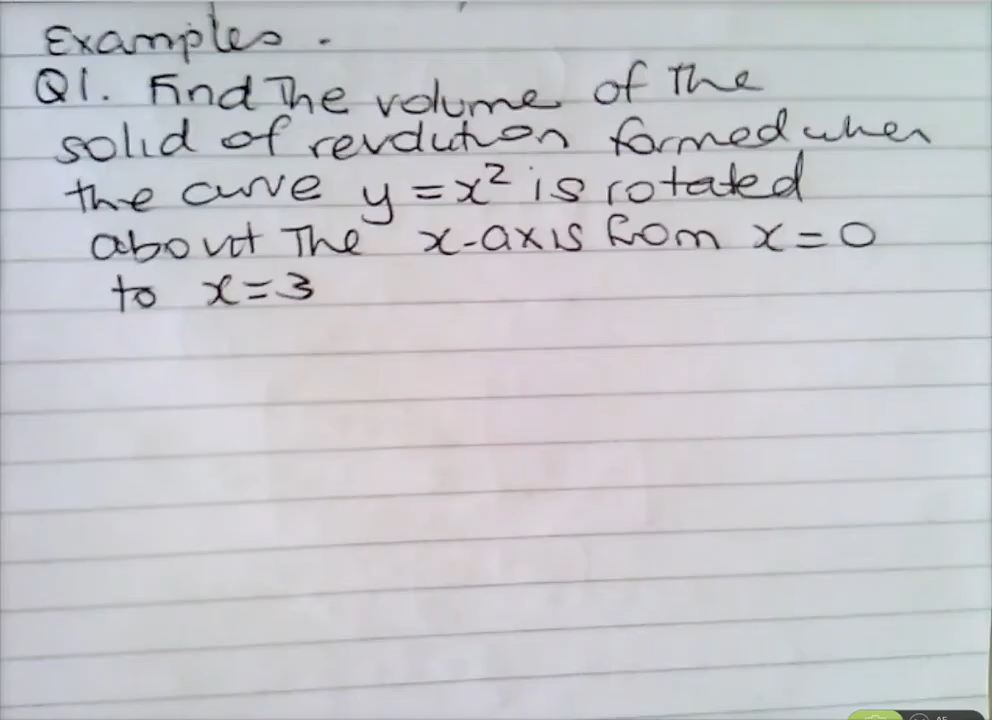 Examples.
Q1. Find The volume of The
solid of revolution formed when
the curve y = x² is rotated
about The x-axis from x = 0
to x = 3